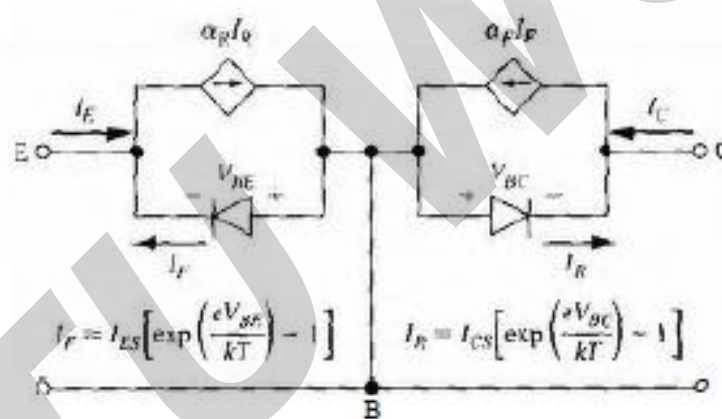 α_R I_R α_F I_F
I_E I_C
E C
− V_BE + + V_BC −
I_F I_R
I_F = I_ES[exp(eV_BE/kT) − 1] I_R = I_CS[exp(eV_BC/kT) − 1]
B